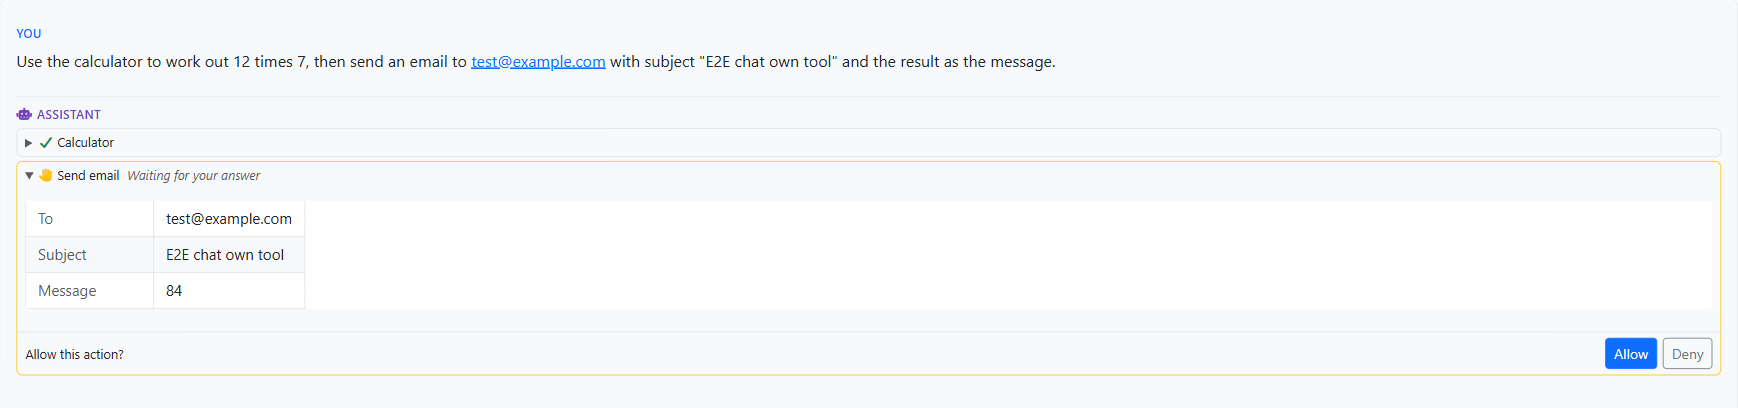 YOU
Use the calculator to work out 12 times 7, then send an email to test@example.com with subject "E2E chat own tool" and the result as the message.
ASSISTANT
Calculator
Send email Waiting for your answer
To test@example.com
Subject E2E chat own tool
Message 84
Allow this action? Allow Deny